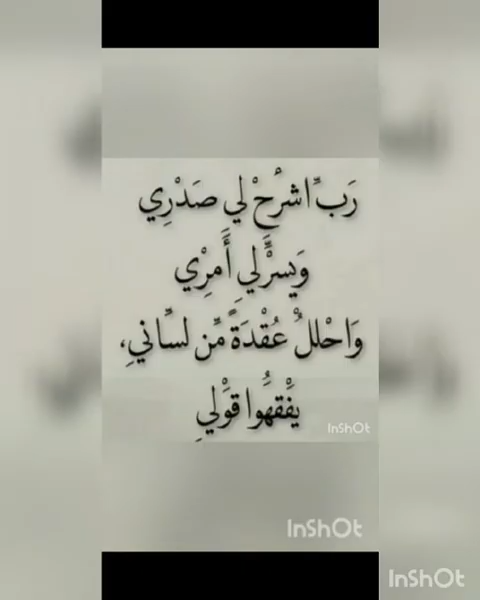 رَبِّ اشْرَحْ لِي صَدْرِي
وَيَسِّرْ لِي أَمْرِي
وَاحْلُلْ عُقْدَةً مِّن لِّسَانِي،
يَفْقَهُوا قَوْلِي
InShOt
InShOt
InShOt